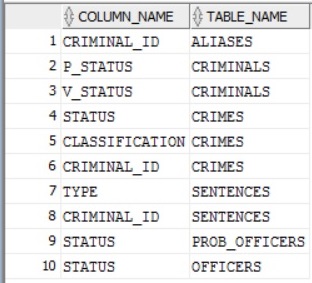 COLUMN_NAME TABLE_NAME
1 CRIMINAL_ID ALIASES
2 P_STATUS CRIMINALS
3 V_STATUS CRIMINALS
4 STATUS CRIMES
5 CLASSIFICATION CRIMES
6 CRIMINAL_ID CRIMES
7 TYPE SENTENCES
8 CRIMINAL_ID SENTENCES
9 STATUS PROB_OFFICERS
10 STATUS OFFICERS